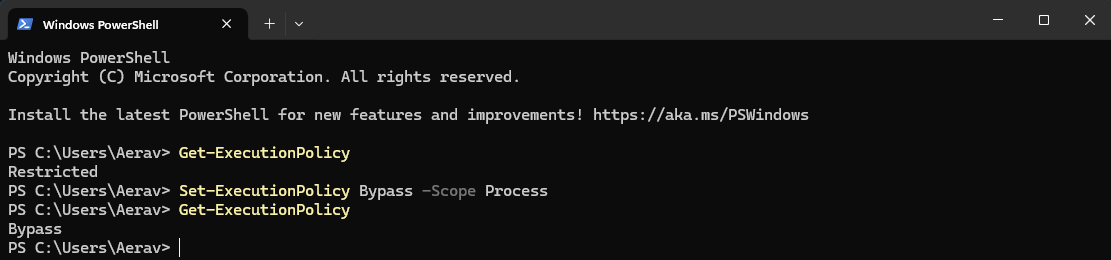 Windows PowerShell
Windows PowerShell
Copyright (C) Microsoft Corporation. All rights reserved.
Install the latest PowerShell for new features and improvements! https://aka.ms/PSWindows
PS C:\Users\Aerav> Get-ExecutionPolicy
Restricted
PS C:\Users\Aerav> Set-ExecutionPolicy Bypass -Scope Process
PS C:\Users\Aerav> Get-ExecutionPolicy
Bypass
PS C:\Users\Aerav>